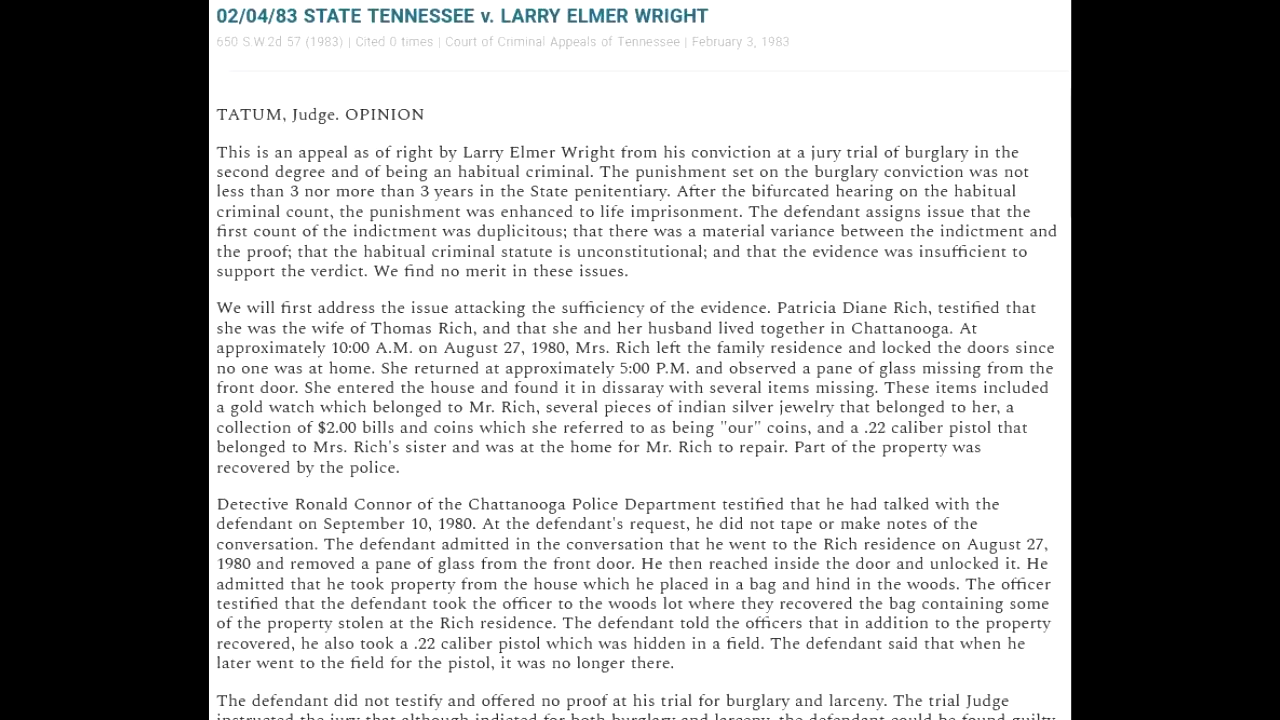 02/04/83 STATE TENNESSEE v. LARRY ELMER WRIGHT
650 S.W.2d 57 (1983) | Cited 0 times | Court of Criminal Appeals of Tennessee | February 3, 1983
TATUM, Judge. OPINION
This is an appeal as of right by Larry Elmer Wright from his conviction at a jury trial of burglary in the
second degree and of being an habitual criminal. The punishment set on the burglary conviction was not
less than 3 nor more than 3 years in the State penitentiary. After the bifurcated hearing on the habitual
criminal count, the punishment was enhanced to life imprisonment. The defendant assigns issue that the
first count of the indictment was duplicitous; that there was a material variance between the indictment and
the proof; that the habitual criminal statute is unconstitutional; and that the evidence was insufficient to
support the verdict. We find no merit in these issues.
We will first address the issue attacking the sufficiency of the evidence. Patricia Diane Rich, testified that
she was the wife of Thomas Rich, and that she and her husband lived together in Chattanooga. At
approximately 10:00 A.M. on August 27, 1980, Mrs. Rich left the family residence and locked the doors since
no one was at home. She returned at approximately 5:00 P.M. and observed a pane of glass missing from the
front door. She entered the house and found it in dissaray with several items missing. These items included
a gold watch which belonged to Mr. Rich, several pieces of indian silver jewelry that belonged to her, a
collection of $2.00 bills and coins which she referred to as being "our" coins, and a .22 caliber pistol that
belonged to Mrs. Rich's sister and was at the home for Mr. Rich to repair. Part of the property was
recovered by the police.
Detective Ronald Connor of the Chattanooga Police Department testified that he had talked with the
defendant on September 10, 1980. At the defendant's request, he did not tape or make notes of the
conversation. The defendant admitted in the conversation that he went to the Rich residence on August 27,
1980 and removed a pane of glass from the front door. He then reached inside the door and unlocked it. He
admitted that he took property from the house which he placed in a bag and hind in the woods. The officer
testified that the defendant took the officer to the woods lot where they recovered the bag containing some
of the property stolen at the Rich residence. The defendant told the officers that in addition to the property
recovered, he also took a .22 caliber pistol which was hidden in a field. The defendant said that when he
later went to the field for the pistol, it was no longer there.
The defendant did not testify and offered no proof at his trial for burglary and larceny. The trial Judge
instructed the jury that although indicted for both burglary and larceny, the defendant could be found guilty